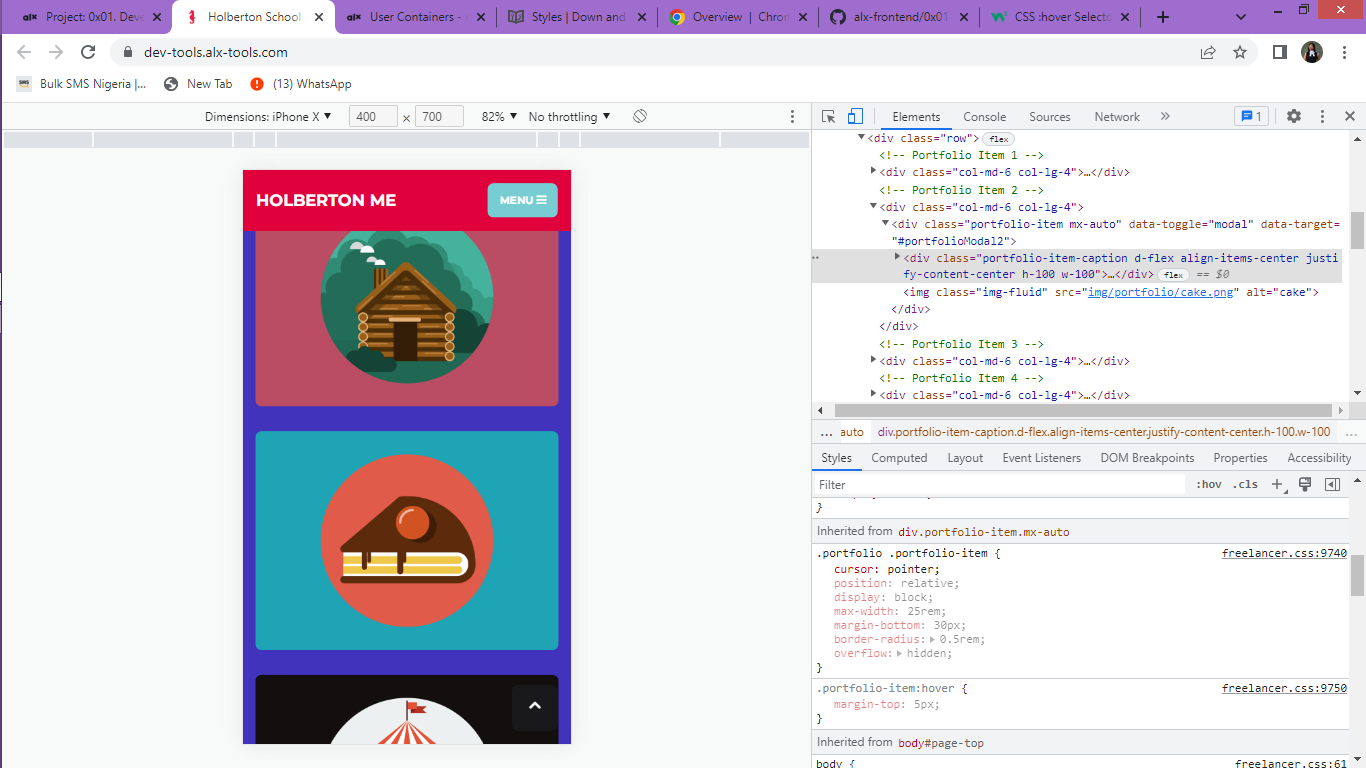 Project: 0x01. Deve
Holberton School
User Containers -
Styles | Down and
Overview | Chrom
alx-frontend/0x01
CSS :hover Selecto
dev-tools.alx-tools.com
Bulk SMS Nigeria |...
New Tab
(13) WhatsApp
Dimensions: iPhone X
400 × 700
82%
No throttling
Elements
Console
Sources
Network
»
1
HOLBERTON ME
MENU
<div class="row"> flex
<!-- Portfolio Item 1 -->
<div class="col-md-6 col-lg-4">…</div>
<!-- Portfolio Item 2 -->
<div class="col-md-6 col-lg-4">
<div class="portfolio-item mx-auto" data-toggle="modal" data-target=
"#portfolioModal2">
<div class="portfolio-item-caption d-flex align-items-center justi
fy-content-center h-100 w-100">…</div> flex == $0
<img class="img-fluid" src="img/portfolio/cake.png" alt="cake">
</div>
</div>
<!-- Portfolio Item 3 -->
<div class="col-md-6 col-lg-4">…</div>
<!-- Portfolio Item 4 -->
<div class="col-md-6 col-lg-4">…</div>
... auto div.portfolio-item-caption.d-flex.align-items-center.justify-content-center.h-100.w-100 ...
Styles
Computed
Layout
Event Listeners
DOM Breakpoints
Properties
Accessibility
Filter
:hov .cls +
}
Inherited from div.portfolio-item.mx-auto
.portfolio .portfolio-item { freelancer.css:9740
cursor: pointer;
position: relative;
display: block;
max-width: 25rem;
margin-bottom: 30px;
border-radius: 0.5rem;
overflow: hidden;
}
.portfolio-item:hover { freelancer.css:9750
margin-top: 5px;
}
Inherited from body#page-top
body { freelancer.css:61